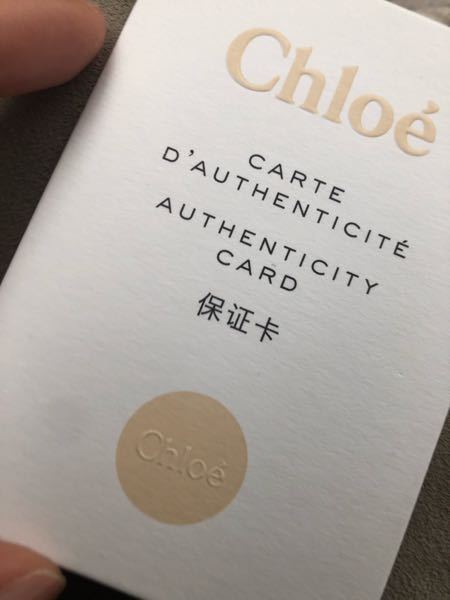 Chloé
CARTE
D'AUTHENTICITÉ
AUTHENTICITY
CARD
保证卡
Chloé